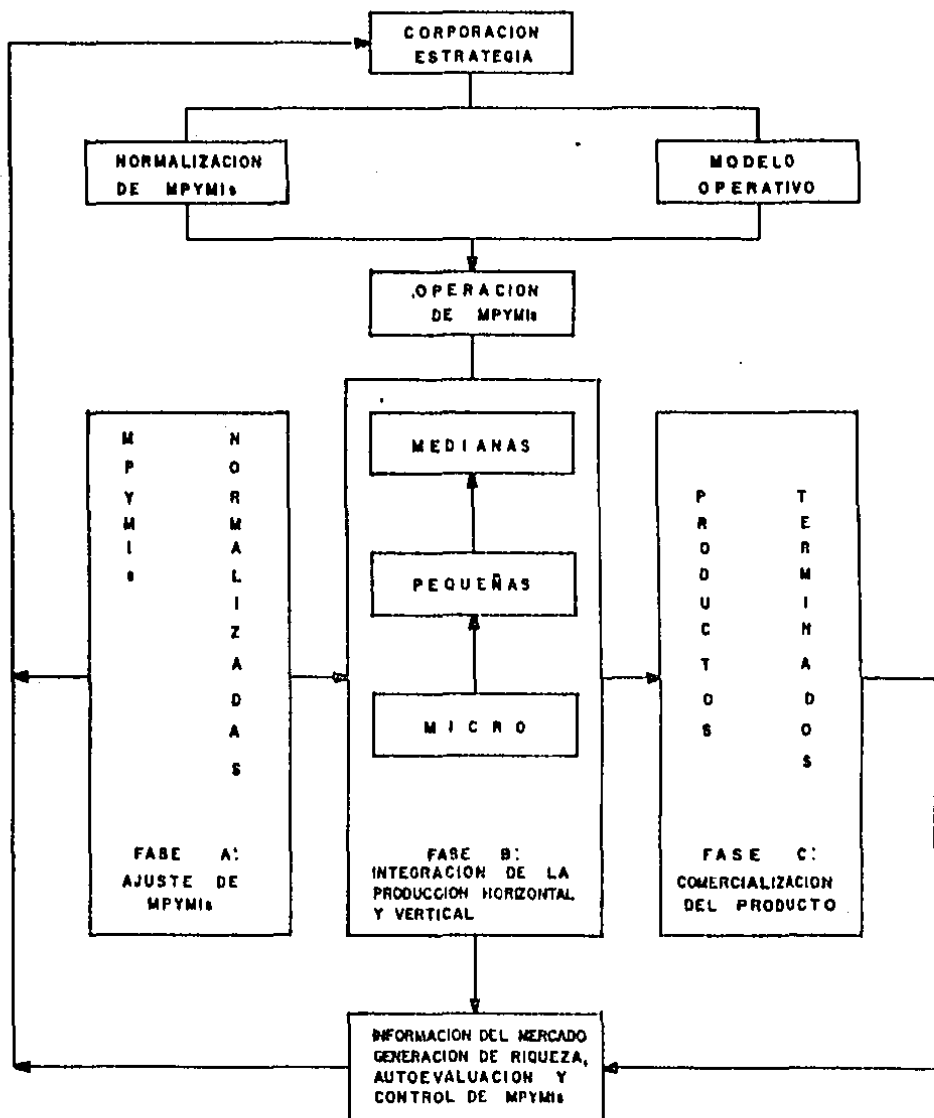 CORPORACION
ESTRATEGIA
NORMALIZACION
DE MPYMIs
MODELO
OPERATIVO
OPERACION
DE MPYMIs
MPYMIs
NORMALIZADAS
FASE A:
AJUSTE DE
MPYMIs
MEDIANAS
PEQUEÑAS
MICRO
FASE B:
INTEGRACION DE LA
PRODUCCION HORIZONTAL
Y VERTICAL
PRODUCTOS
TERMINADOS
FASE C:
COMERCIALIZACION
DEL PRODUCTO
INFORMACION DEL MERCADO
GENERACION DE RIQUEZA,
AUTOEVALUACION Y
CONTROL DE MPYMIs